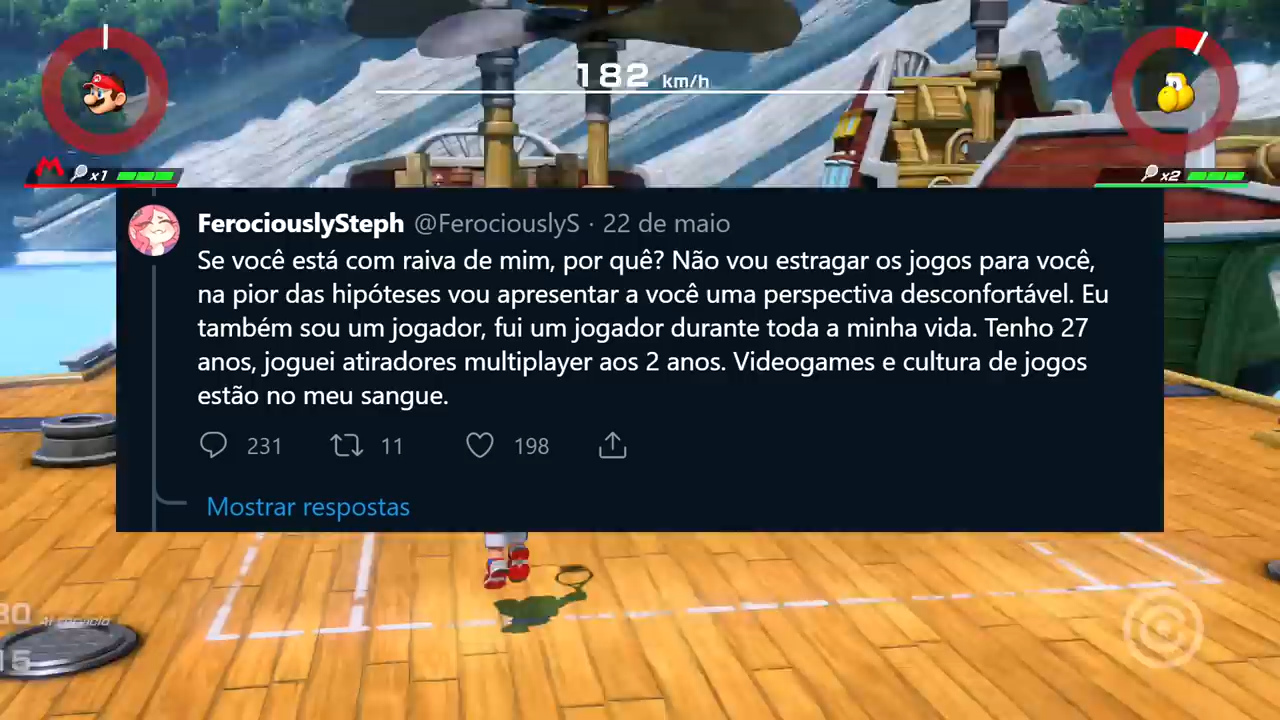 182 km/h
x1
x2
FerociouslySteph @FerociouslyS · 22 de maio
Se você está com raiva de mim, por quê? Não vou estragar os jogos para você,
na pior das hipóteses vou apresentar a você uma perspectiva desconfortável. Eu
também sou um jogador, fui um jogador durante toda a minha vida. Tenho 27
anos, joguei atiradores multiplayer aos 2 anos. Videogames e cultura de jogos
estão no meu sangue.
231 11 198
Mostrar respostas
15